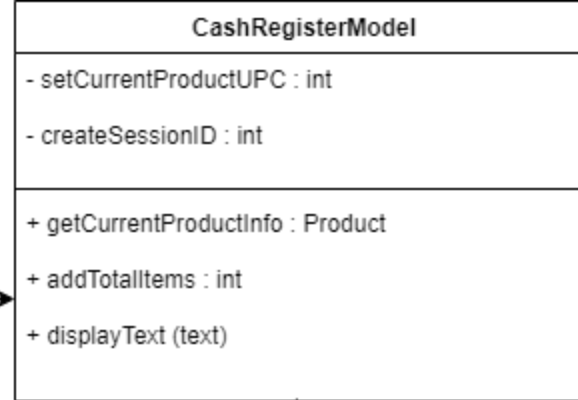 CashRegisterModel
- setCurrentProductUPC : int
- createSessionID : int
+ getCurrentProductInfo : Product
+ addTotalItems : int
+ displayText (text)